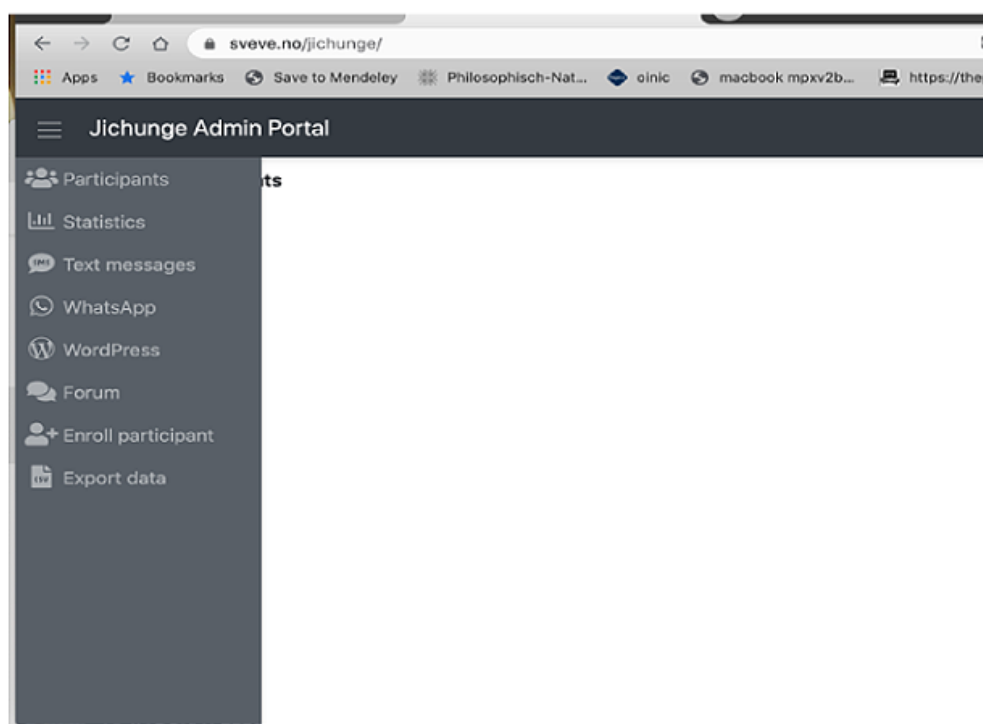 sveve.no/jichunge/
Apps Bookmarks Save to Mendeley Philosophisch-Nat... oinic macbook mpxv2b... https://the
Jichunge Admin Portal
Participants ts
Statistics
Text messages
WhatsApp
WordPress
Forum
Enroll participant
Export data